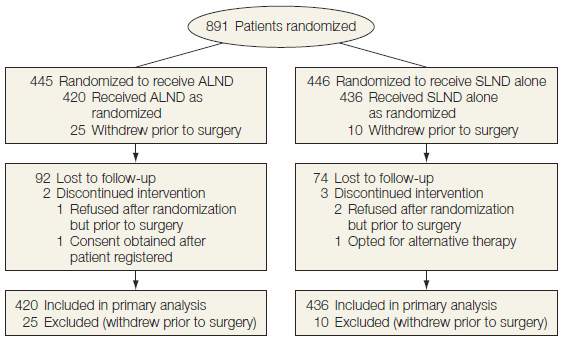 891 Patients randomized
445 Randomized to receive ALND
420 Received ALND as
randomized
25 Withdrew prior to surgery
446 Randomized to receive SLND alone
436 Received SLND alone
as randomized
10 Withdrew prior to surgery
92 Lost to follow-up
2 Discontinued intervention
1 Refused after randomization
but prior to surgery
1 Consent obtained after
patient registered
74 Lost to follow-up
3 Discontinued intervention
2 Refused after randomization
but prior to surgery
1 Opted for alternative therapy
420 Included in primary analysis
25 Excluded (withdrew prior to surgery)
436 Included in primary analysis
10 Excluded (withdrew prior to surgery)